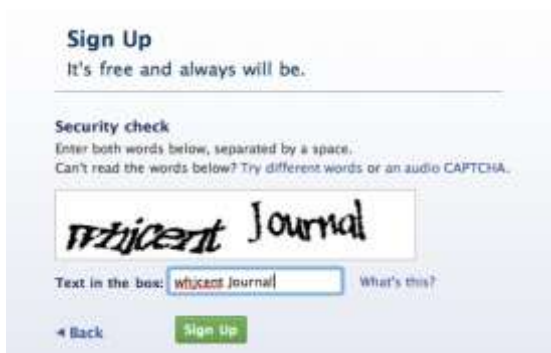 Sign Up
It's free and always will be.
Security check
Enter both words below, separated by a space.
Can't read the words below? Try different words or an audio CAPTCHA.
Journal
Text in the box: whjcent Journal What's this?
Back Sign Up